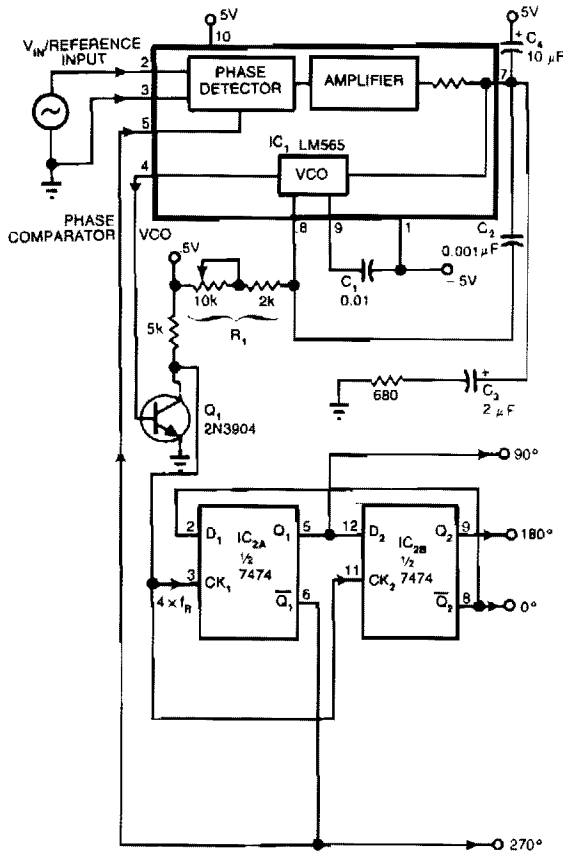 5V
10
5V
C4
10 µF
VIN/REFERENCE
INPUT
2
3
5
4
PHASE
DETECTOR
AMPLIFIER
7
IC1 LM565
VCO
8
9
1
PHASE
COMPARATOR
VCO
C2
0.001µF
5V
10k
2k
R1
C1
0.01
-5V
5k
680
+
C3
2 µF
Q1
2N3904
90°
2
D1
Q1
5
12
D2
Q2
9
180°
IC2A
1/2
7474
IC2B
1/2
7474
3
CK1
4 × fR
Q̅1
6
11
CK2
Q̅2
8
0°
270°